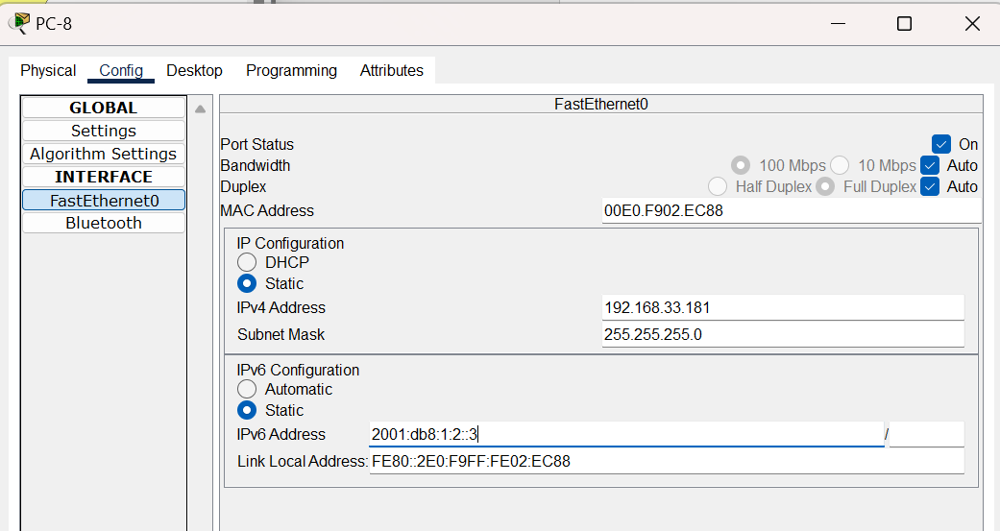 PC-8
Physical Config Desktop Programming Attributes
GLOBAL
Settings
Algorithm Settings
INTERFACE
FastEthernet0
Bluetooth
FastEthernet0
Port Status On
Bandwidth 100 Mbps 10 Mbps Auto
Duplex Half Duplex Full Duplex Auto
MAC Address 00E0.F902.EC88
IP Configuration
DHCP
Static
IPv4 Address 192.168.33.181
Subnet Mask 255.255.255.0
IPv6 Configuration
Automatic
Static
IPv6 Address 2001:db8:1:2::3 /
Link Local Address: FE80::2E0:F9FF:FE02:EC88